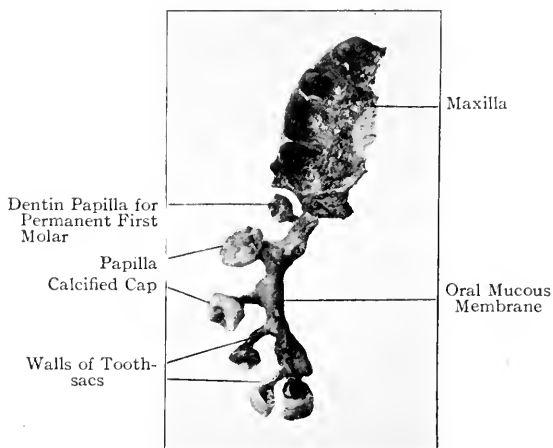 Maxilla
Dentin Papilla for
Permanent First
Molar
Papilla
Calcified Cap
Oral Mucous
Membrane
Walls of Tooth-
sacs